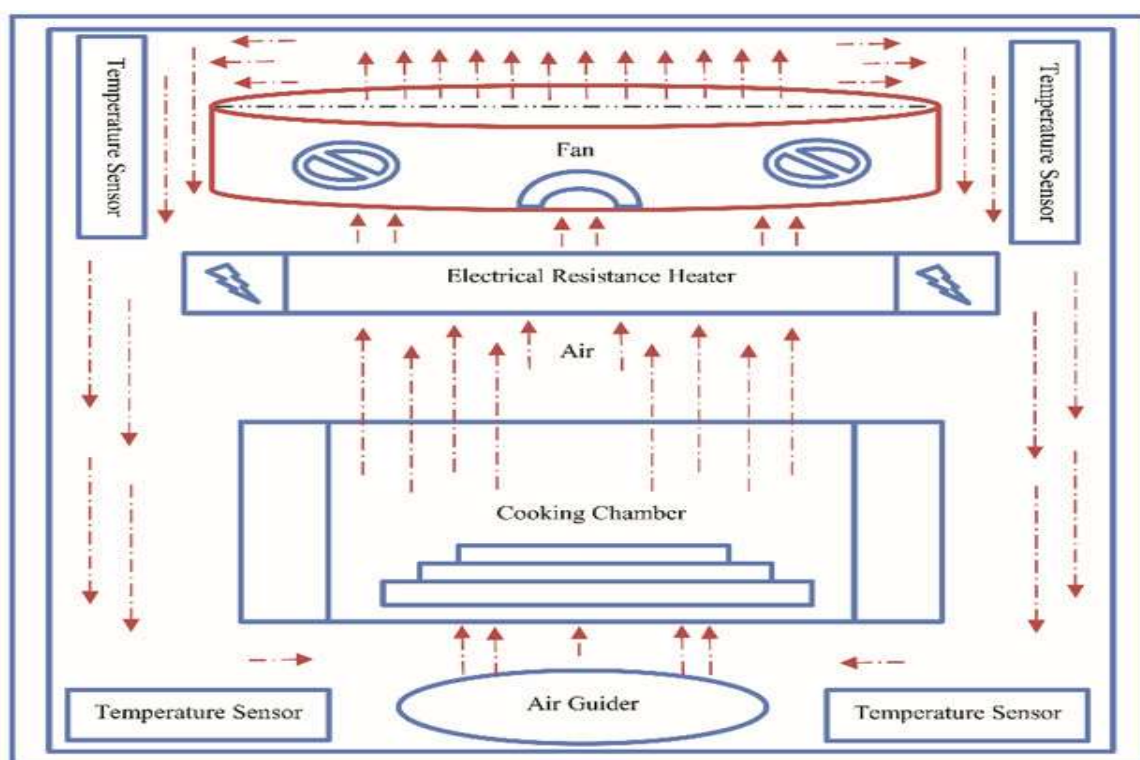 Temperature Sensor
Temperature Sensor
Fan
Electrical Resistance Heater
Air
Cooking Chamber
Air Guider
Temperature Sensor
Temperature Sensor